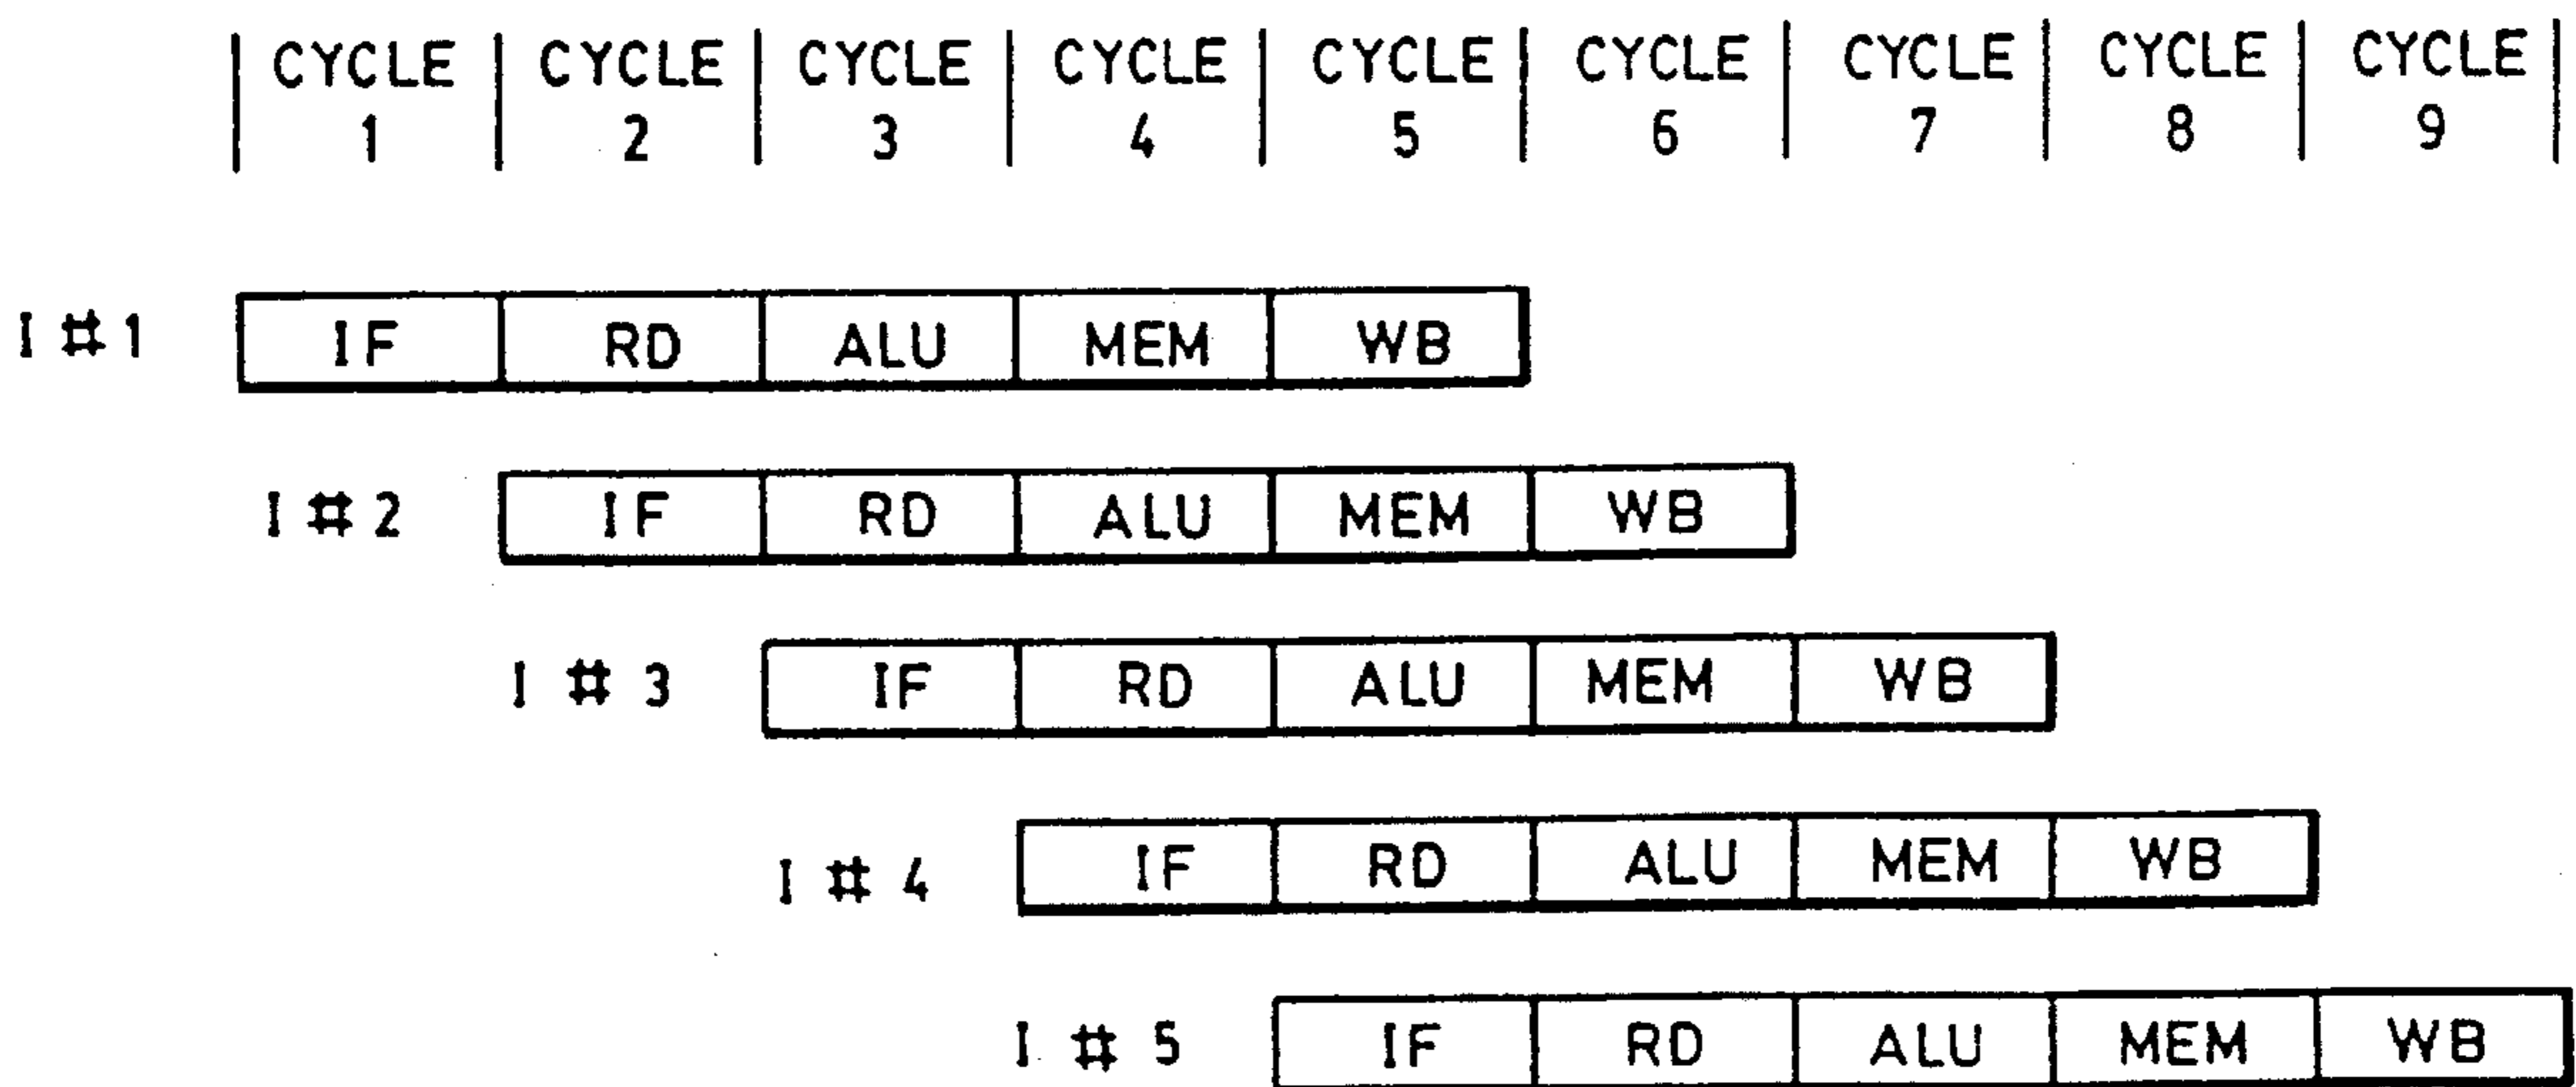 CYCLE CYCLE CYCLE CYCLE CYCLE CYCLE CYCLE CYCLE CYCLE
1 2 3 4 5 6 7 8 9
I # 1 IF RD ALU MEM WB
I # 2 IF RD ALU MEM WB
I # 3 IF RD ALU MEM WB
I # 4 IF RD ALU MEM WB
I # 5 IF RD ALU MEM WB